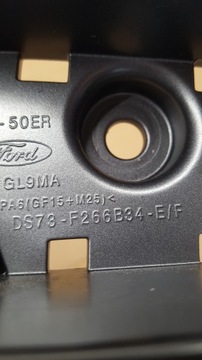 -50ER
Ford
GL9MA
PA6(GF15+M25)<
DS73-F266B34-E/F